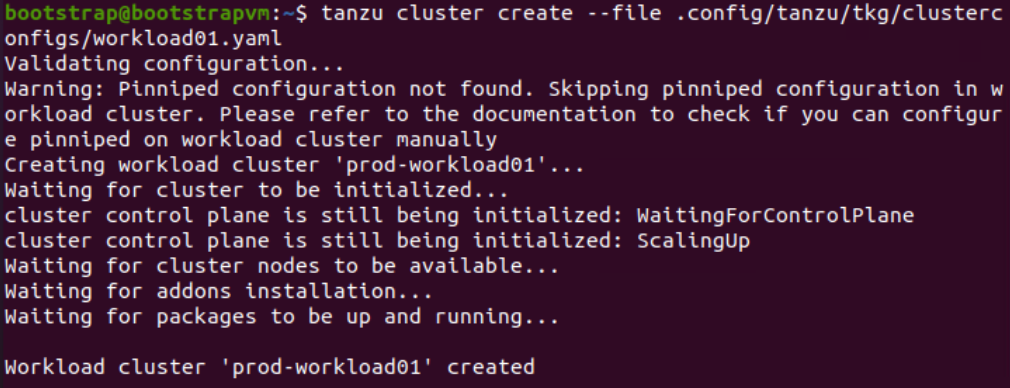 bootstrap@bootstrapvm:~$ tanzu cluster create --file .config/tanzu/tkg/clusterc
onfigs/workload01.yaml
Validating configuration...
Warning: Pinniped configuration not found. Skipping pinniped configuration in w
orkload cluster. Please refer to the documentation to check if you can configur
e pinniped on workload cluster manually
Creating workload cluster 'prod-workload01'...
Waiting for cluster to be initialized...
cluster control plane is still being initialized: WaitingForControlPlane
cluster control plane is still being initialized: ScalingUp
Waiting for cluster nodes to be available...
Waiting for addons installation...
Waiting for packages to be up and running...
Workload cluster 'prod-workload01' created